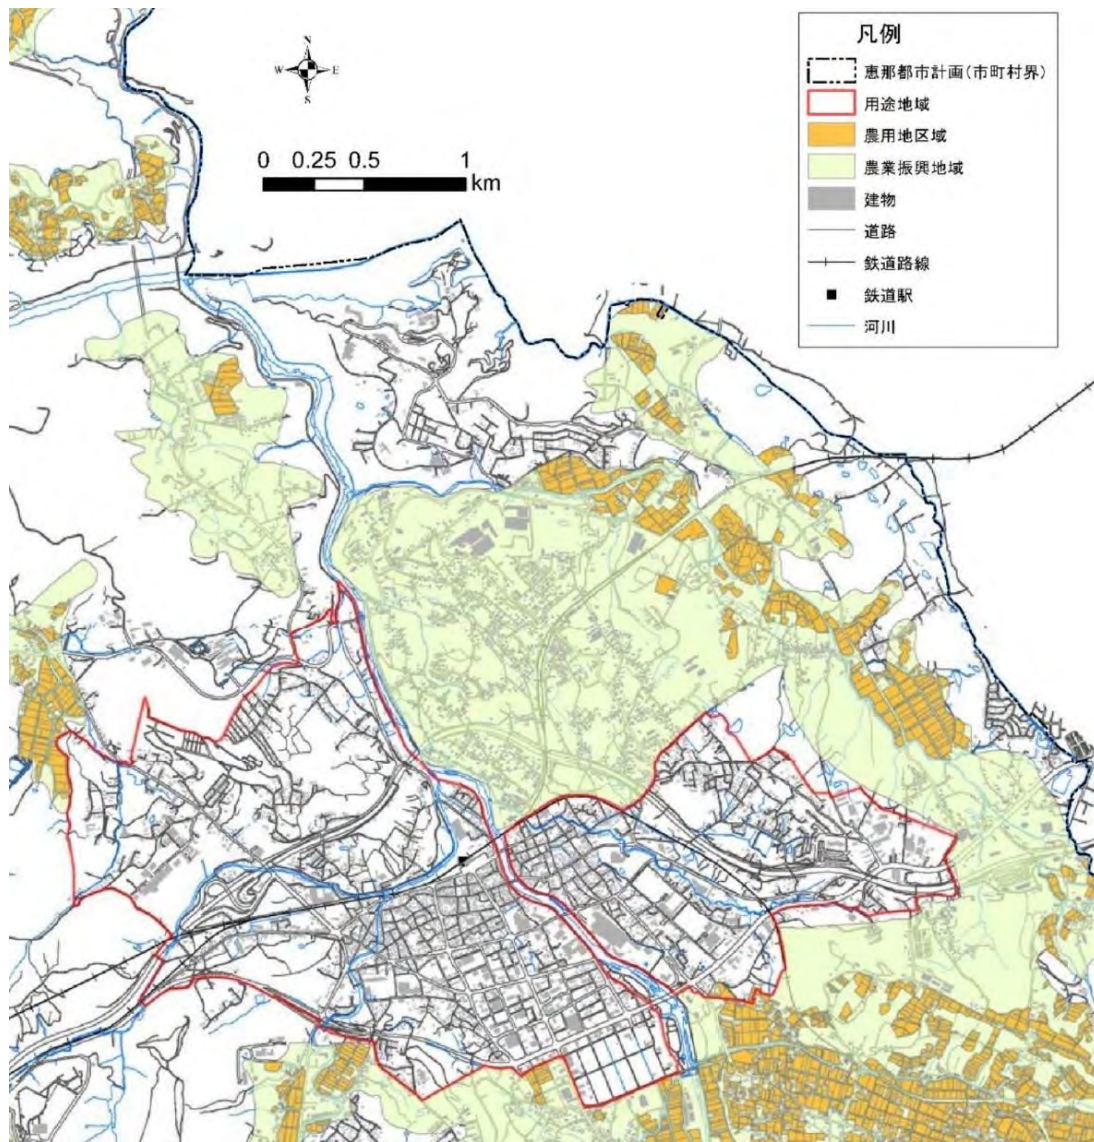 凡例
恵那都市計画(市町村界)
用途地域
農用地区域
農業振興地域
建物
道路
鉄道路線
鉄道駅
河川
N
W E
S
0 0.25 0.5 1
km